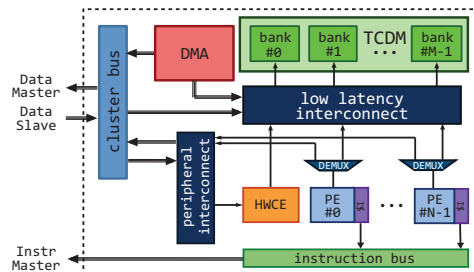 bank
#0
bank
#1
TCDM
...
bank
#M-1
DMA
cluster bus
Data
Master
Data
Slave
low latency
interconnect
peripheral
interconnect
DEMUX
DEMUX
HWCE
PE
#0
I$
...
PE
#N-1
I$
Instr
Master
instruction bus